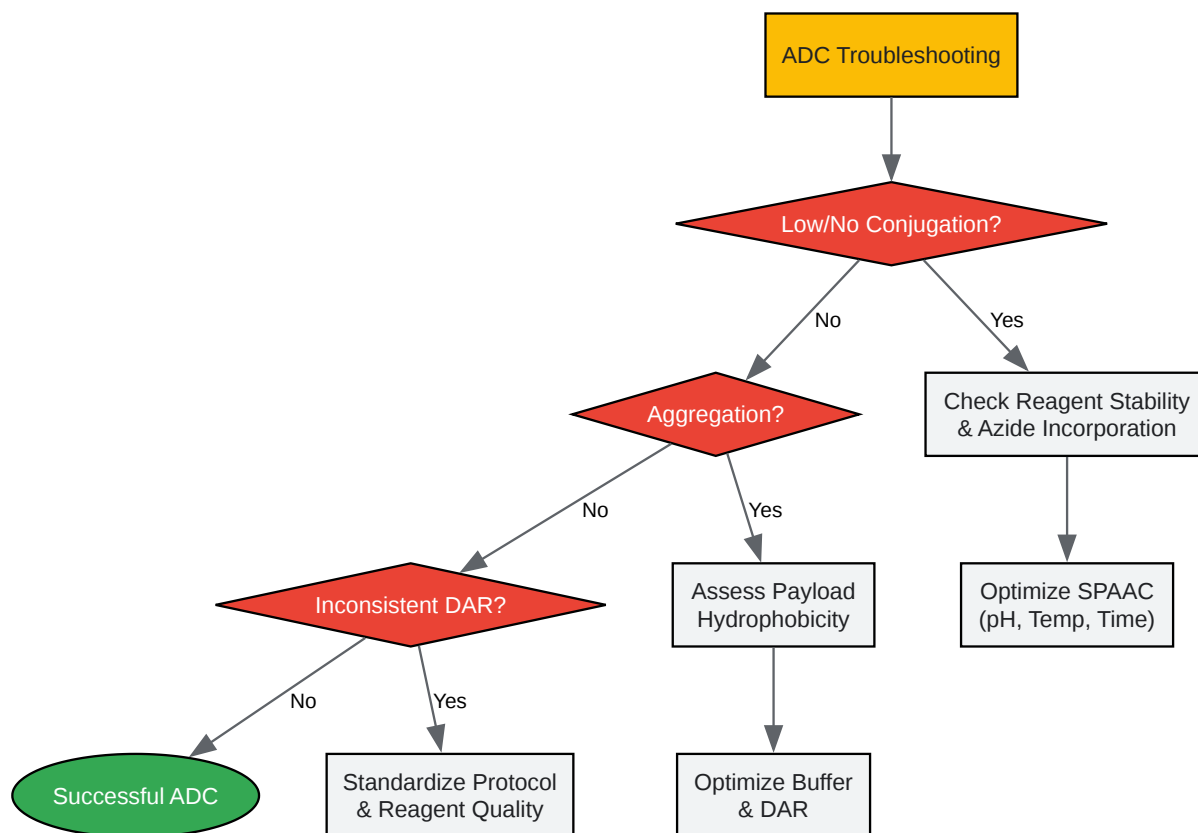 ADC Troubleshooting
Low/No Conjugation?
No
Yes
Aggregation?
Check Reagent Stability
& Azide Incorporation
No
Yes
Inconsistent DAR?
Assess Payload
Hydrophobicity
Optimize SPAAC
(pH, Temp, Time)
No
Yes
Successful ADC
Standardize Protocol
& Reagent Quality
Optimize Buffer
& DAR